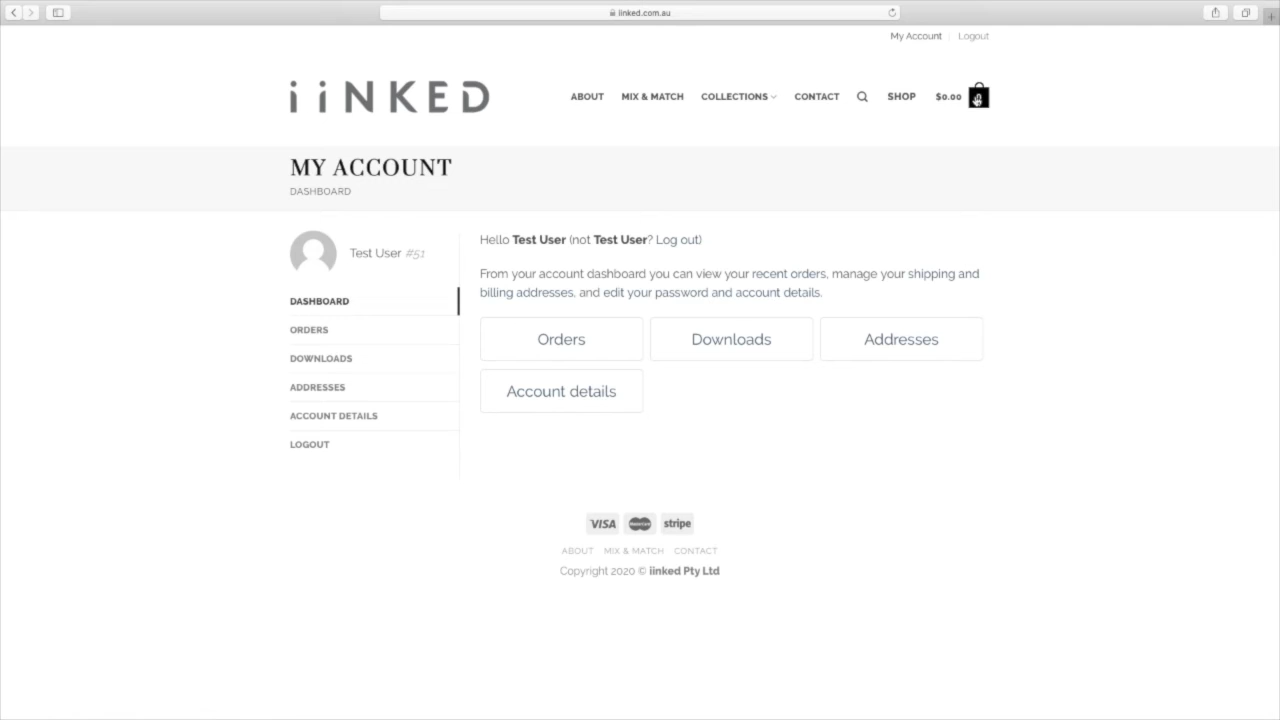 iinked.com.au
My Account
Logout
iiNKED
ABOUT
MIX & MATCH
COLLECTIONS
CONTACT
SHOP
$0.00
MY ACCOUNT
DASHBOARD
Test User #51
DASHBOARD
ORDERS
DOWNLOADS
ADDRESSES
ACCOUNT DETAILS
LOGOUT
Hello Test User (not Test User? Log out)
From your account dashboard you can view your recent orders, manage your shipping and
billing addresses, and edit your password and account details.
Orders
Downloads
Addresses
Account details
VISA
MasterCard
stripe
ABOUT
MIX & MATCH
CONTACT
Copyright 2020 © iinked Pty Ltd